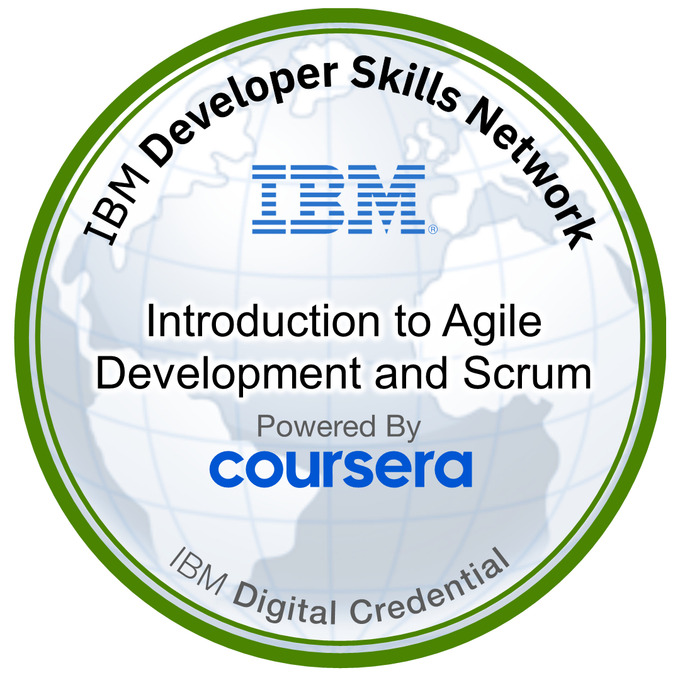 IBM Developer Skills Network
IBM®
Introduction to Agile
Development and Scrum
Powered By
coursera
IBM Digital Credential